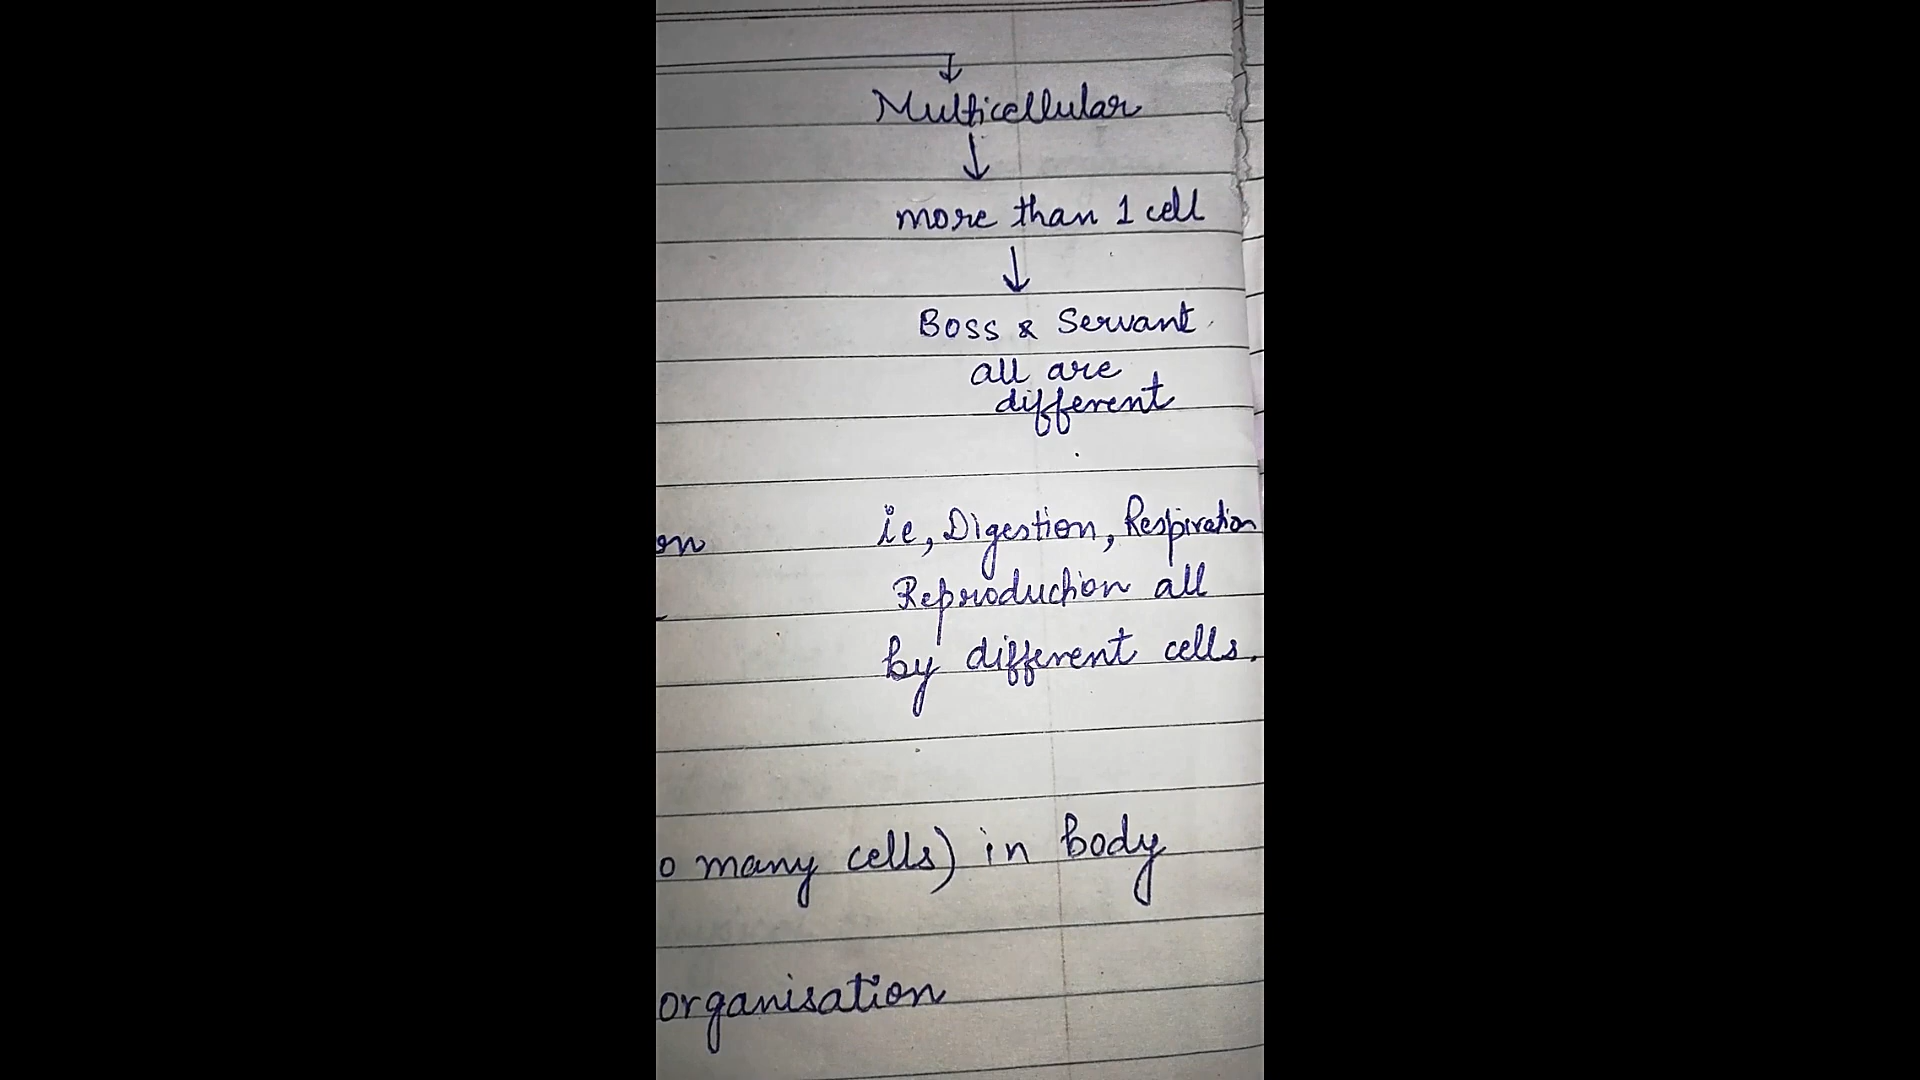 Multicellular
more than 1 cell
Boss & Servant
all are
different
ie, Digestion, Respiration
on
Reproduction all
by different cells.
o many cells) in body
organisation